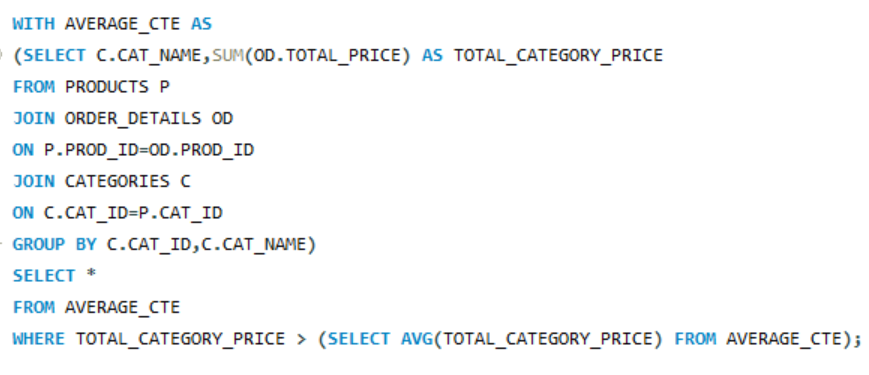 WITH AVERAGE_CTE AS
(SELECT C.CAT_NAME,SUM(OD.TOTAL_PRICE) AS TOTAL_CATEGORY_PRICE
FROM PRODUCTS P
JOIN ORDER_DETAILS OD
ON P.PROD_ID=OD.PROD_ID
JOIN CATEGORIES C
ON C.CAT_ID=P.CAT_ID
GROUP BY C.CAT_ID,C.CAT_NAME)
SELECT *
FROM AVERAGE_CTE
WHERE TOTAL_CATEGORY_PRICE > (SELECT AVG(TOTAL_CATEGORY_PRICE) FROM AVERAGE_CTE);